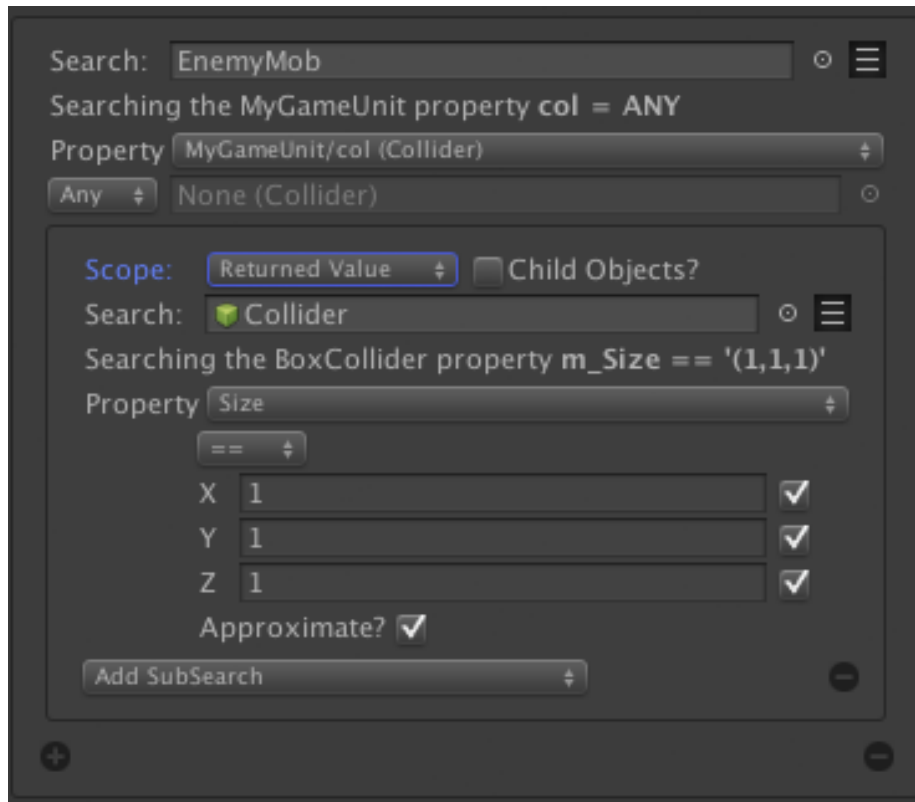 Search: EnemyMob
Searching the MyGameUnit property col = ANY
Property MyGameUnit/col (Collider)
Any None (Collider)
Scope: Returned Value Child Objects?
Search: Collider
Searching the BoxCollider property m_Size == '(1,1,1)'
Property Size
==
X 1
Y 1
Z 1
Approximate?
Add SubSearch